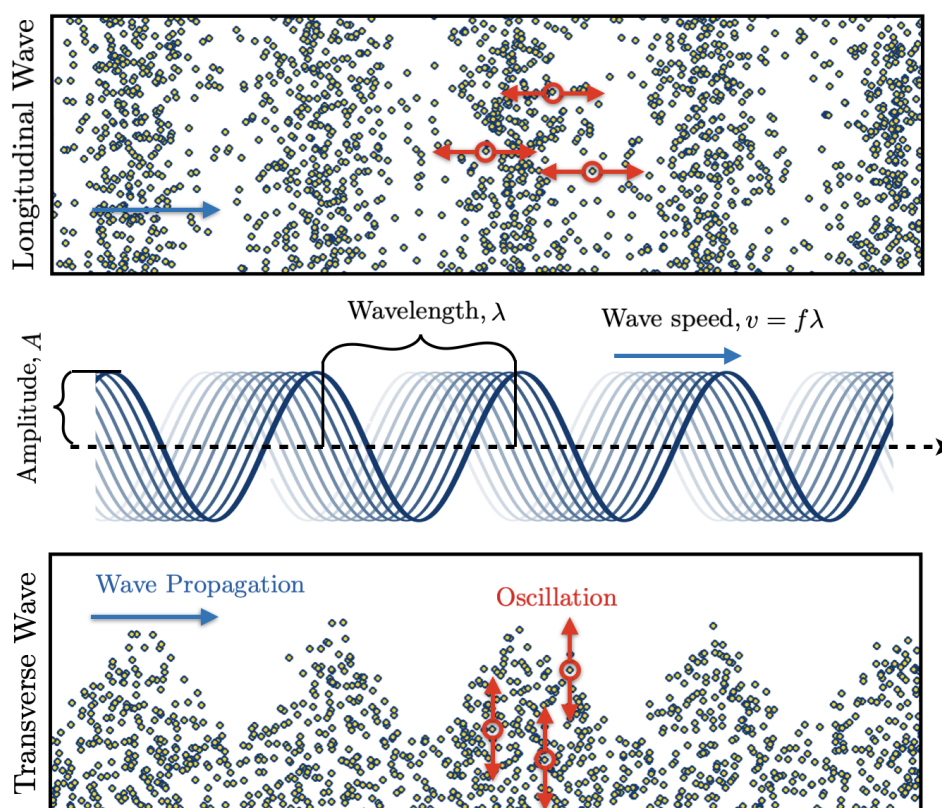 Longitudinal Wave
Wavelength, λ
Wave speed, v = fλ
Amplitude, A
Transverse Wave
Wave Propagation
Oscillation